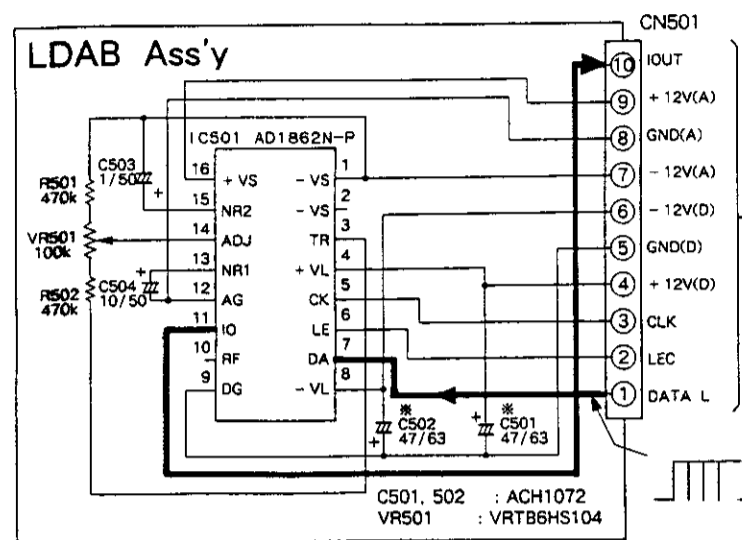 CN501
LDAB Ass'y
10 IOUT
9 +12V(A)
8 GND(A)
7 -12V(A)
6 -12V(D)
5 GND(D)
4 +12V(D)
3 CLK
2 LEC
1 DATA L
IC501 AD1862N-P
C503
1/50
+
R501
470k
VR501
100k
R502
470k
+
C504
10/50
16 +VS
15 NR2
14 ADJ
13 NR1
12 AG
11 IO
10 RF
9 DG
1 -VS
2 -VS
3 TR
4 +VL
5 CK
6 LE
7 DA
8 -VL
※
C502
47/63
+
※
C501
47/63
+
C501, 502 : ACH1072
VR501 : VRTB6HS104